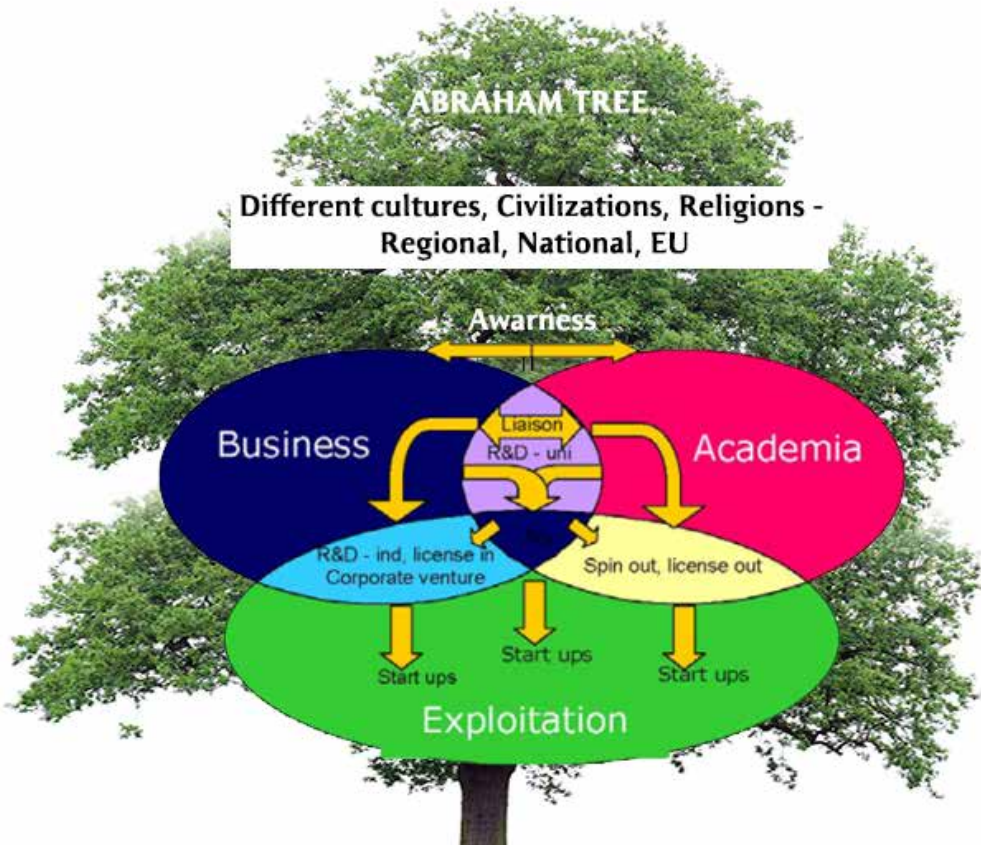 ABRAHAM TREE
Different cultures, Civilizations, Religions -
Regional, National, EU
Awarness
Liaison
Business
R&D - uni
Academia
R&D - ind, license in
Corporate venture
Spin out, license out
Start ups
Start ups
Start ups
Exploitation